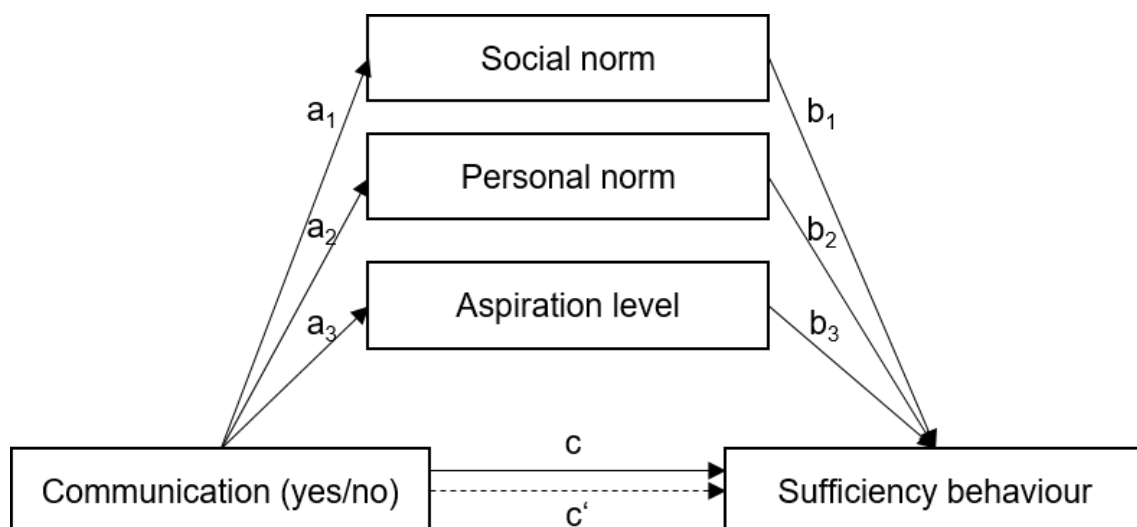 Social norm
a₁
b₁
Personal norm
a₂
b₂
Aspiration level
a₃
b₃
c
Communication (yes/no)
Sufficiency behaviour
c‘